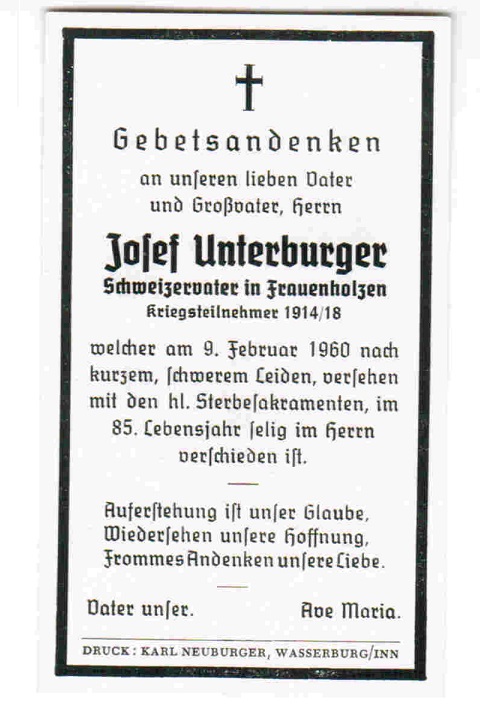 Gebetsandenken
an unſeren lieben Vater
und Großvater, Herrn
Joſef Unterburger
Schweizervater in Frauenholzen
Kriegsteilnehmer 1914/18
welcher am 9. Februar 1960 nach
kurzem, ſchwerem Leiden, verſehen
mit den hl. Sterbeſakramenten, im
85. Lebensjahr ſelig im Herrn
verſchieden iſt.
Auferſtehung iſt unſer Glaube,
Wiederſehen unſere Hoffnung,
Frommes Andenken unſere Liebe.
Vater unſer. Ave Maria.
DRUCK: KARL NEUBURGER, WASSERBURG/INN